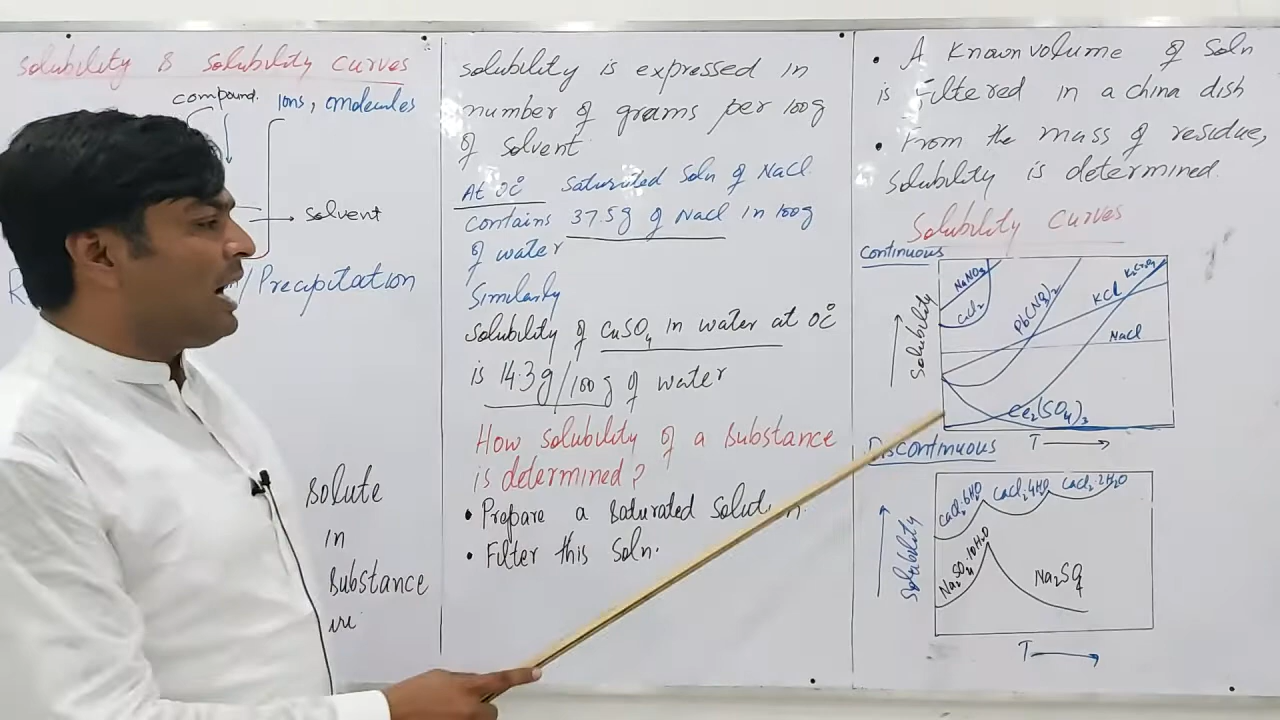 Solubility & Solubility Curves
compound.
Ions, molecules
Solvent
/Precipitation
Solute
in
Substance
Solubility is expressed in
number of grams per 100g
of solvent
At 0°C Saturated Soln of NaCl
contains 37.5g of NaCl in 100g
of water
Similarly
Solubility of CuSO4 in water at 0°C
is 14.3g/100g of water
How Solubility of a Substance
is determined?
• Prepare a Saturated Solution.
• Filter this Soln.
• A Known volume of Soln
is Filtered in a china dish
• From the mass of residue,
Solubility is determined.
Solubility Curves
Continuous
Solubility
NaNO3
CaCl2
Pb(NO3)2
KCl
K2CrO4
NaCl
Ce2(SO4)3
T
Discontinuous
Solubility
CaCl2.6H2O
CaCl2.4H2O
CaCl2.2H2O
Na2SO4.10H2O
Na2SO4
T